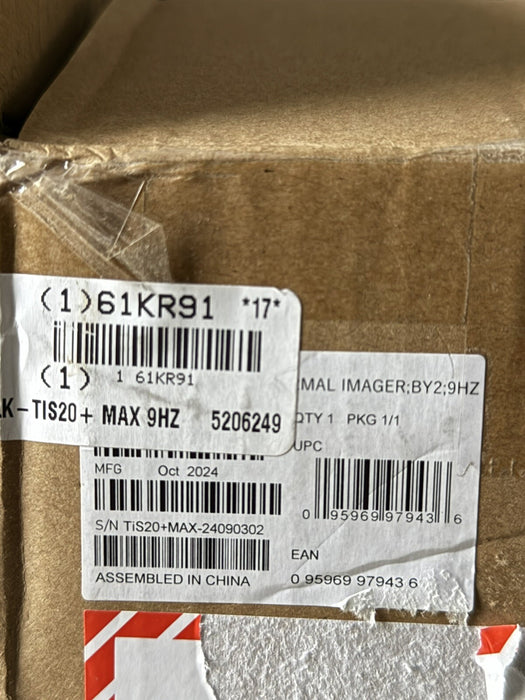 (1)61KR91 *17*
(1) 1 61KR91
K-TIS20+ MAX 9HZ 5206249
MAL IMAGER;BY2;9HZ
QTY 1 PKG 1/1
UPC
MFG Oct 2024
0 95969 97943 6
S/N TiS20+MAX-24090302
EAN
ASSEMBLED IN CHINA
0 95969 97943 6